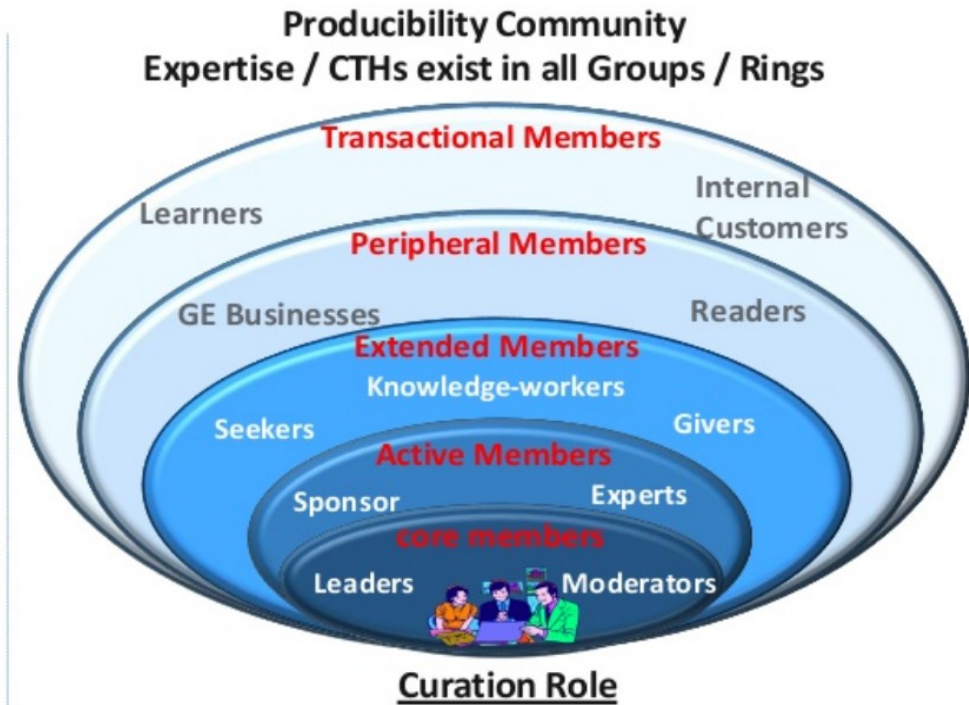 Producibility Community
Expertise / CTHs exist in all Groups / Rings
Transactional Members
Learners
Internal
Customers
Peripheral Members
GE Businesses
Readers
Extended Members
Knowledge-workers
Seekers
Givers
Active Members
Sponsor
Experts
core members
Leaders
Moderators
Curation Role